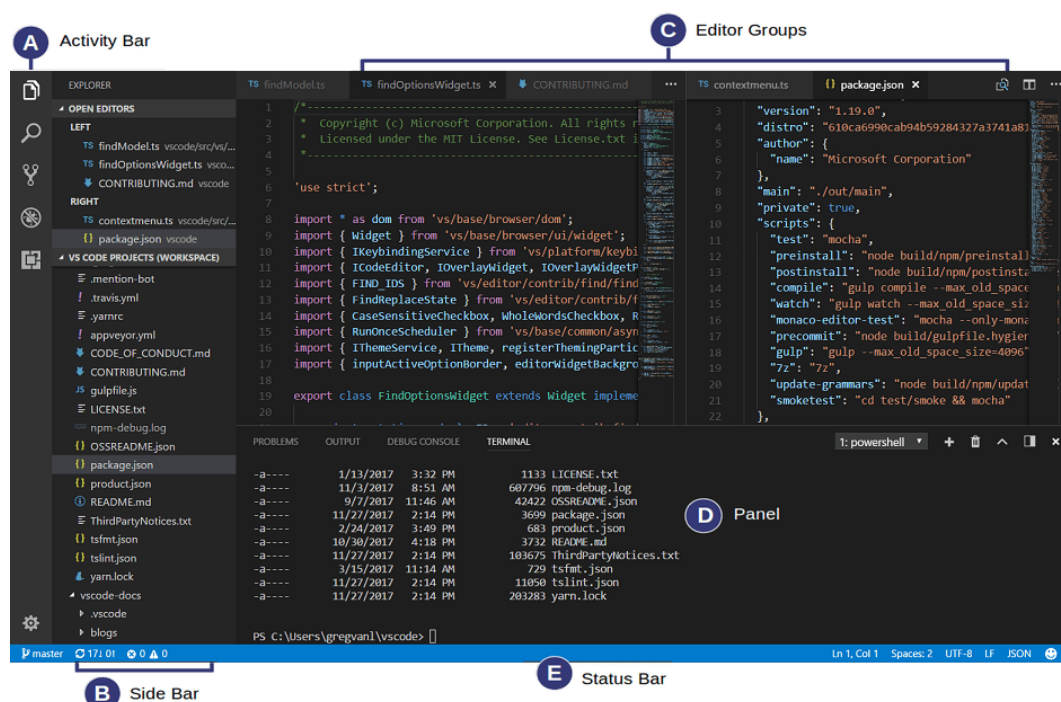 A Activity Bar
C Editor Groups
EXPLORER
OPEN EDITORS
LEFT
TS findModel.ts vscode/src/vs/...
TS findOptionsWidget.ts vsco...
CONTRIBUTING.md vscode
RIGHT
TS contextmenu.ts vscode/src/...
{} package.json vscode
VS CODE PROJECTS (WORKSPACE)
.mention-bot
! .travis.yml
.yarnrc
! appveyor.yml
CODE_OF_CONDUCT.md
CONTRIBUTING.md
JS gulpfile.js
LICENSE.txt
npm-debug.log
{} OSSREADME.json
{} package.json
{} product.json
README.md
ThirdPartyNotices.txt
{} tsfmt.json
{} tslint.json
yarn.lock
vscode-docs
.vscode
blogs
TS findModel.ts TS findOptionsWidget.ts × CONTRIBUTING.md ...
1 /*---
2 * Copyright (c) Microsoft Corporation. All rights r
3 * Licensed under the MIT License. See License.txt i
4 *---
5
6 'use strict';
7
8 import * as dom from 'vs/base/browser/dom';
9 import { Widget } from 'vs/base/browser/ui/widget';
10 import { IKeybindingService } from 'vs/platform/keybi
11 import { ICodeEditor, IOverlayWidget, IOverlayWidgetP
12 import { FIND_IDS } from 'vs/editor/contrib/find/find
13 import { FindReplaceState } from 'vs/editor/contrib/f
14 import { CaseSensitiveCheckbox, WholeWordsCheckbox, R
15 import { RunOnceScheduler } from 'vs/base/common/asyn
16 import { IThemeService, ITheme, registerThemingPartic
17 import { inputActiveOptionBorder, editorWidgetBackgro
18
19 export class FindOptionsWidget extends Widget impleme
20
TS contextmenu.ts {} package.json × ...
3 "version": "1.19.0",
4 "distro": "610ca6990cab94b59284327a3741a81
5 "author": {
6 "name": "Microsoft Corporation"
7 },
8 "main": "./out/main",
9 "private": true,
10 "scripts": {
11 "test": "mocha",
12 "preinstall": "node build/npm/preinstall
13 "postinstall": "node build/npm/postinsta
14 "compile": "gulp compile --max_old_space
15 "watch": "gulp watch --max_old_space_siz
16 "monaco-editor-test": "mocha --only-mona
17 "precommit": "node build/gulpfile.hygien
18 "gulp": "gulp --max_old_space_size=4096"
19 "7z": "7z",
20 "update-grammars": "node build/npm/updat
21 "smoketest": "cd test/smoke && mocha"
22 },
PROBLEMS OUTPUT DEBUG CONSOLE TERMINAL 1: powershell
-a---- 1/13/2017 3:32 PM 1133 LICENSE.txt
-a---- 11/3/2017 8:51 AM 607796 npm-debug.log
-a---- 9/7/2017 11:46 AM 42422 OSSREADME.json
-a---- 11/27/2017 2:14 PM 3699 package.json
-a---- 2/24/2017 3:49 PM 683 product.json
-a---- 10/30/2017 4:18 PM 3732 README.md
-a---- 11/27/2017 2:14 PM 103675 ThirdPartyNotices.txt
-a---- 3/15/2017 11:14 AM 729 tsfmt.json
-a---- 11/27/2017 2:14 PM 11050 tslint.json
-a---- 11/27/2017 2:14 PM 203283 yarn.lock
D Panel
PS C:\Users\gregvanl\vscode>
master 17↓ 0↑ 0 0 Ln 1, Col 1 Spaces: 2 UTF-8 LF JSON
B Side Bar
E Status Bar